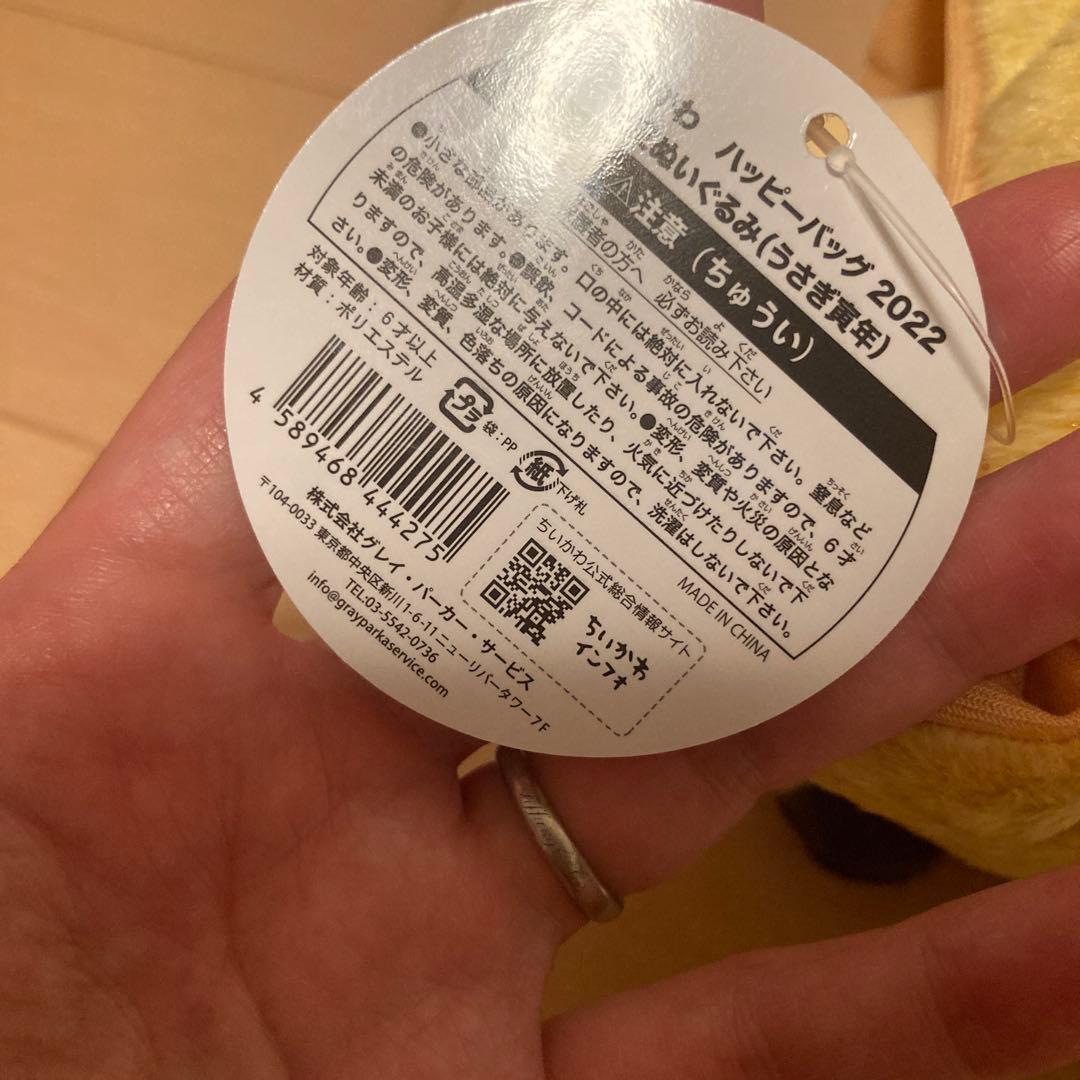 わ ハッピーバッグ 2022
ぬいぐるみ(うさぎ寅年)
注意 (ちゅうい)
護者の方へ 必ずお読み下さい
口の中には絶対に入れないで下さい。窒息など
の危険があります。●誤飲、コードによる事故の危険がありますので、6才
未満のお子様には絶対に与えないで下さい。●変形、変質や火災の原因とな
りますので、高温多湿な場所に放置したり、火気に近づけたりしないで下
さい。●変形、変質、色落ちの原因になりますので、洗濯はしないで下さい。
対象年齢:6才以上
材質:ポリエステル
MADE IN CHINA
プラ 袋:PP
紙 下げ札
4 589468 444275
ちいかわ公式総合情報サイト
ちいかわ
インフォ
株式会社グレイ・パーカー・サービス
〒104-0033 東京都中央区新川1-6-11 ニューリバータワー7F
TEL:03-5542-0736
info@grayparkaservice.com